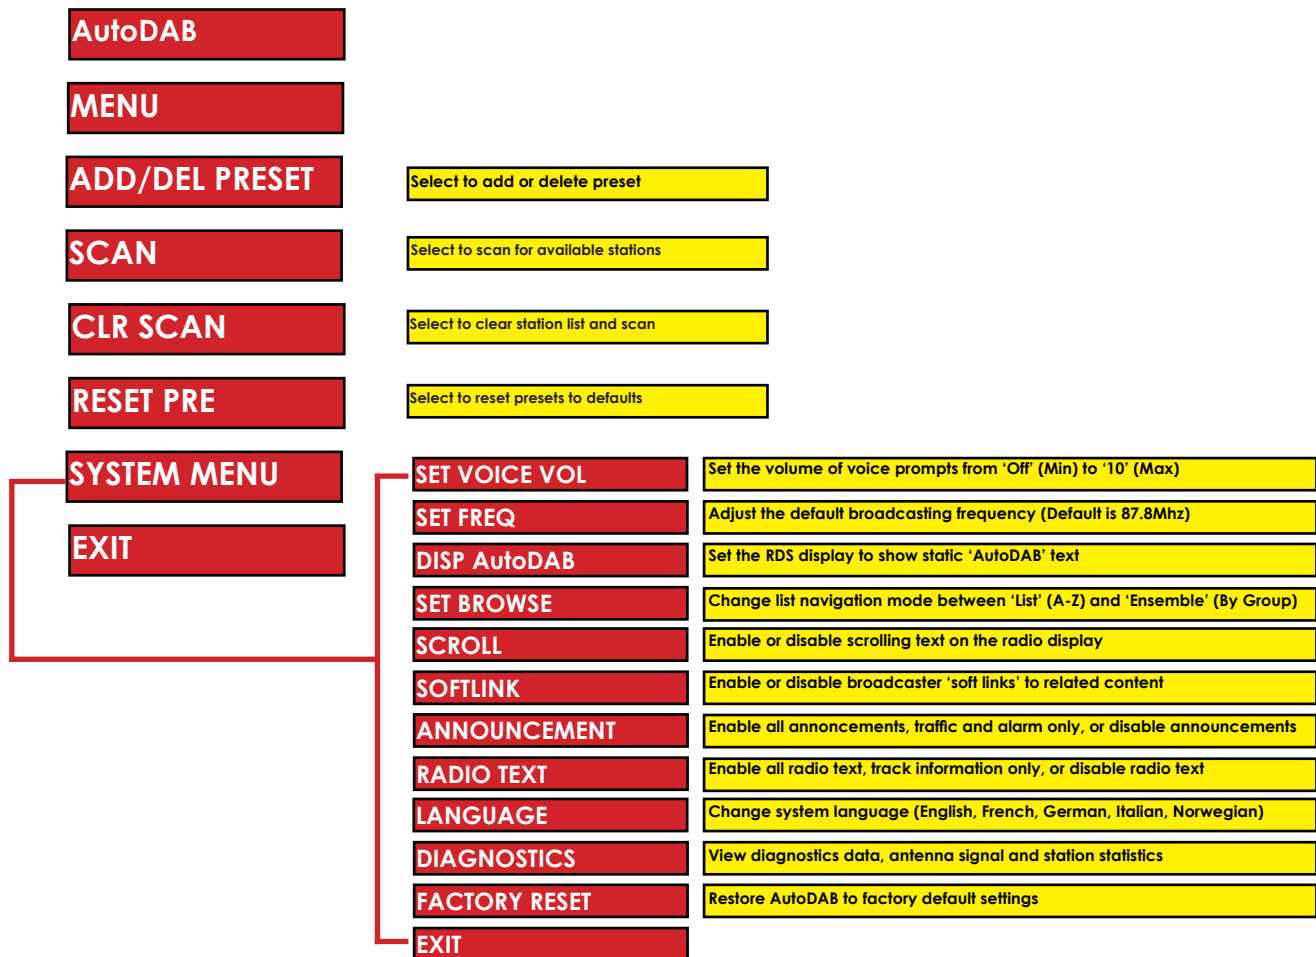 AutoDAB
MENU
ADD/DEL PRESET
Select to add or delete preset
SCAN
Select to scan for available stations
CLR SCAN
Select to clear station list and scan
RESET PRE
Select to reset presets to defaults
SYSTEM MENU
EXIT
SET VOICE VOL
Set the volume of voice prompts from ‘Off’ (Min) to ‘10’ (Max)
SET FREQ
Adjust the default broadcasting frequency (Default is 87.8Mhz)
DISP AutoDAB
Set the RDS display to show static ‘AutoDAB’ text
SET BROWSE
Change list navigation mode between ‘List’ (A-Z) and ‘Ensemble’ (By Group)
SCROLL
Enable or disable scrolling text on the radio display
SOFTLINK
Enable or disable broadcaster ‘soft links’ to related content
ANNOUNCEMENT
Enable all annoncements, traffic and alarm only, or disable announcements
RADIO TEXT
Enable all radio text, track information only, or disable radio text
LANGUAGE
Change system language (English, French, German, Italian, Norwegian)
DIAGNOSTICS
View diagnostics data, antenna signal and station statistics
FACTORY RESET
Restore AutoDAB to factory default settings
EXIT